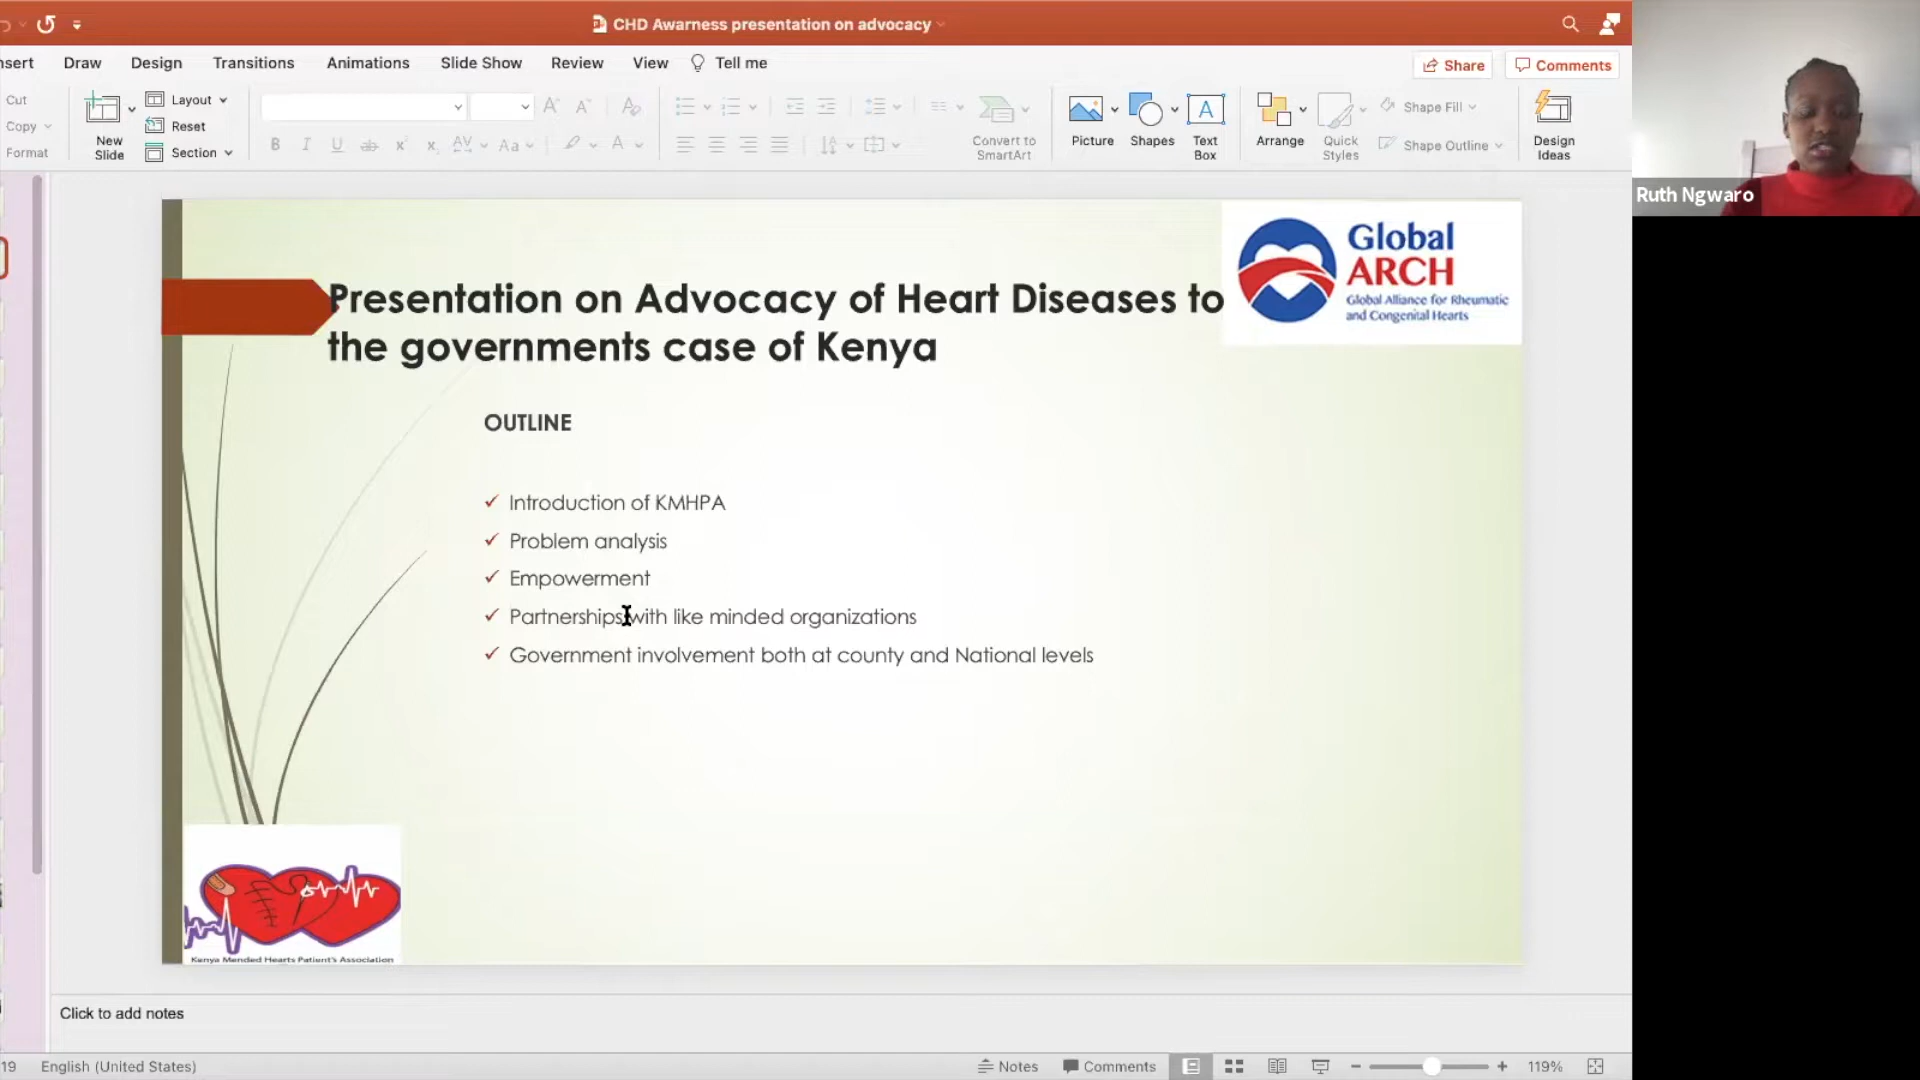 CHD Awarness presentation on advocacy
nsert Draw Design Transitions Animations Slide Show Review View Tell me
Share Comments
Cut
Copy
Format
New Slide
Layout
Reset
Section
B I U ab x x AV Aa A
Convert to SmartArt
Picture
Shapes
Text Box
Arrange
Quick Styles
Shape Fill
Shape Outline
Design Ideas
Ruth Ngwaro
Global
ARCH
Global Alliance for Rheumatic
and Congenital Hearts
Presentation on Advocacy of Heart Diseases to
the governments case of Kenya
OUTLINE
✓ Introduction of KMHPA
✓ Problem analysis
✓ Empowerment
✓ Partnerships with like minded organizations
✓ Government involvement both at county and National levels
Kenya Mended Hearts Patient's Association
Click to add notes
19 English (United States) Notes Comments 119%